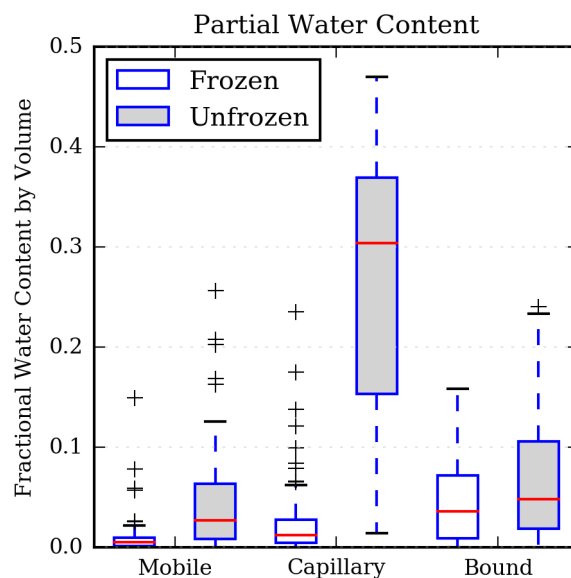 Partial Water Content
Fractional Water Content by Volume
0.5
0.4
0.3
0.2
0.1
0.0
Frozen
Unfrozen
Mobile
Capillary
Bound